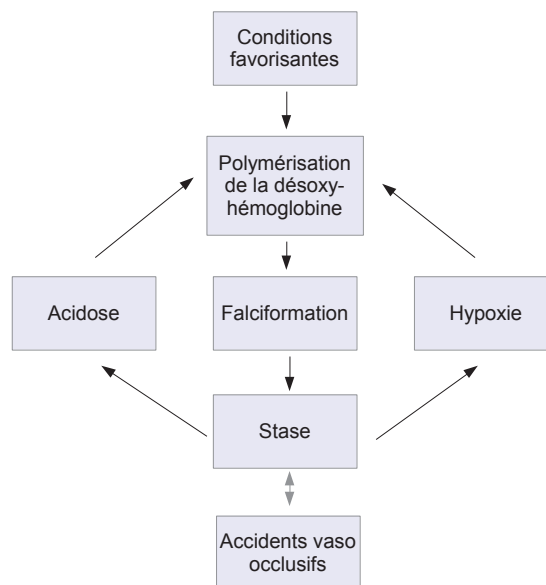 Conditions
favorisantes
Polymérisation
de la désoxy-
hémoglobine
Acidose
Falciformation
Hypoxie
Stase
Accidents vaso
occlusifs